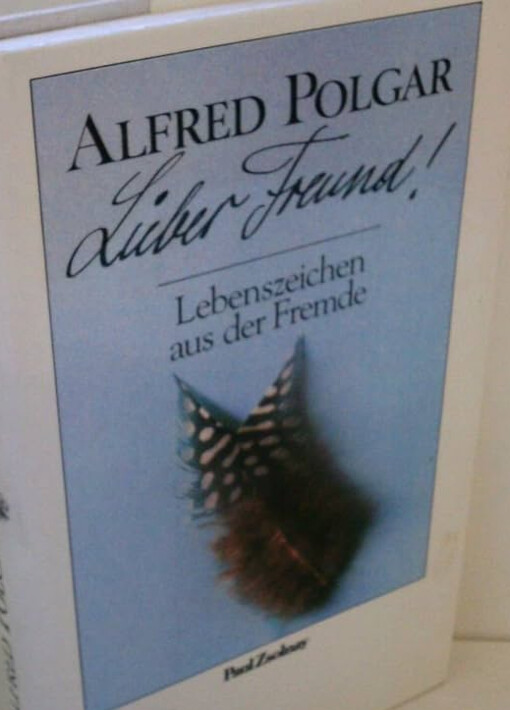 ALFRED POLGAR
Lieber Freund!
Lebenszeichen
aus der Fremde
Paul Zsolnay